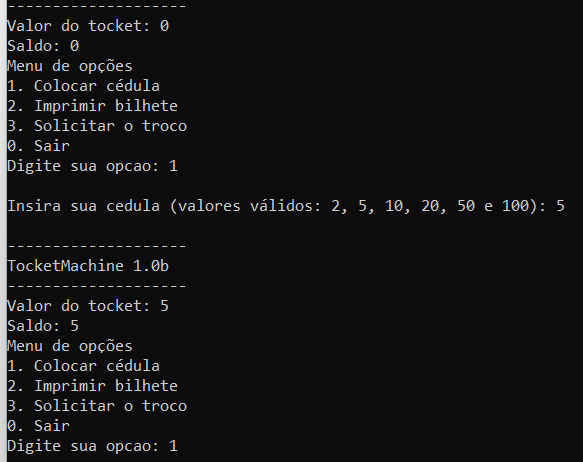 ---------------------
Valor do tocket: 0
Saldo: 0
Menu de opções
1. Colocar cédula
2. Imprimir bilhete
3. Solicitar o troco
0. Sair
Digite sua opcao: 1
Insira sua cedula (valores válidos: 2, 5, 10, 20, 50 e 100): 5
---------------------
TocketMachine 1.0b
---------------------
Valor do tocket: 5
Saldo: 5
Menu de opções
1. Colocar cédula
2. Imprimir bilhete
3. Solicitar o troco
0. Sair
Digite sua opcao: 1